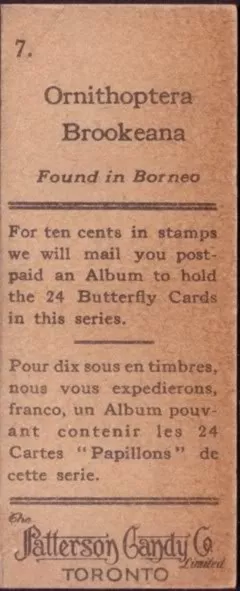 7.
Ornithoptera
Brookeana
Found in Borneo
For ten cents in stamps
we will mail you post-
paid an Album to hold
the 24 Butterfly Cards
in this series.
Pour dix sous en timbres,
nous vous expedierons,
franco, un Album pouv-
ant contenir les 24
Cartes "Papillons" de
cette serie.
The
Patterson Candy Co.
Limited
TORONTO